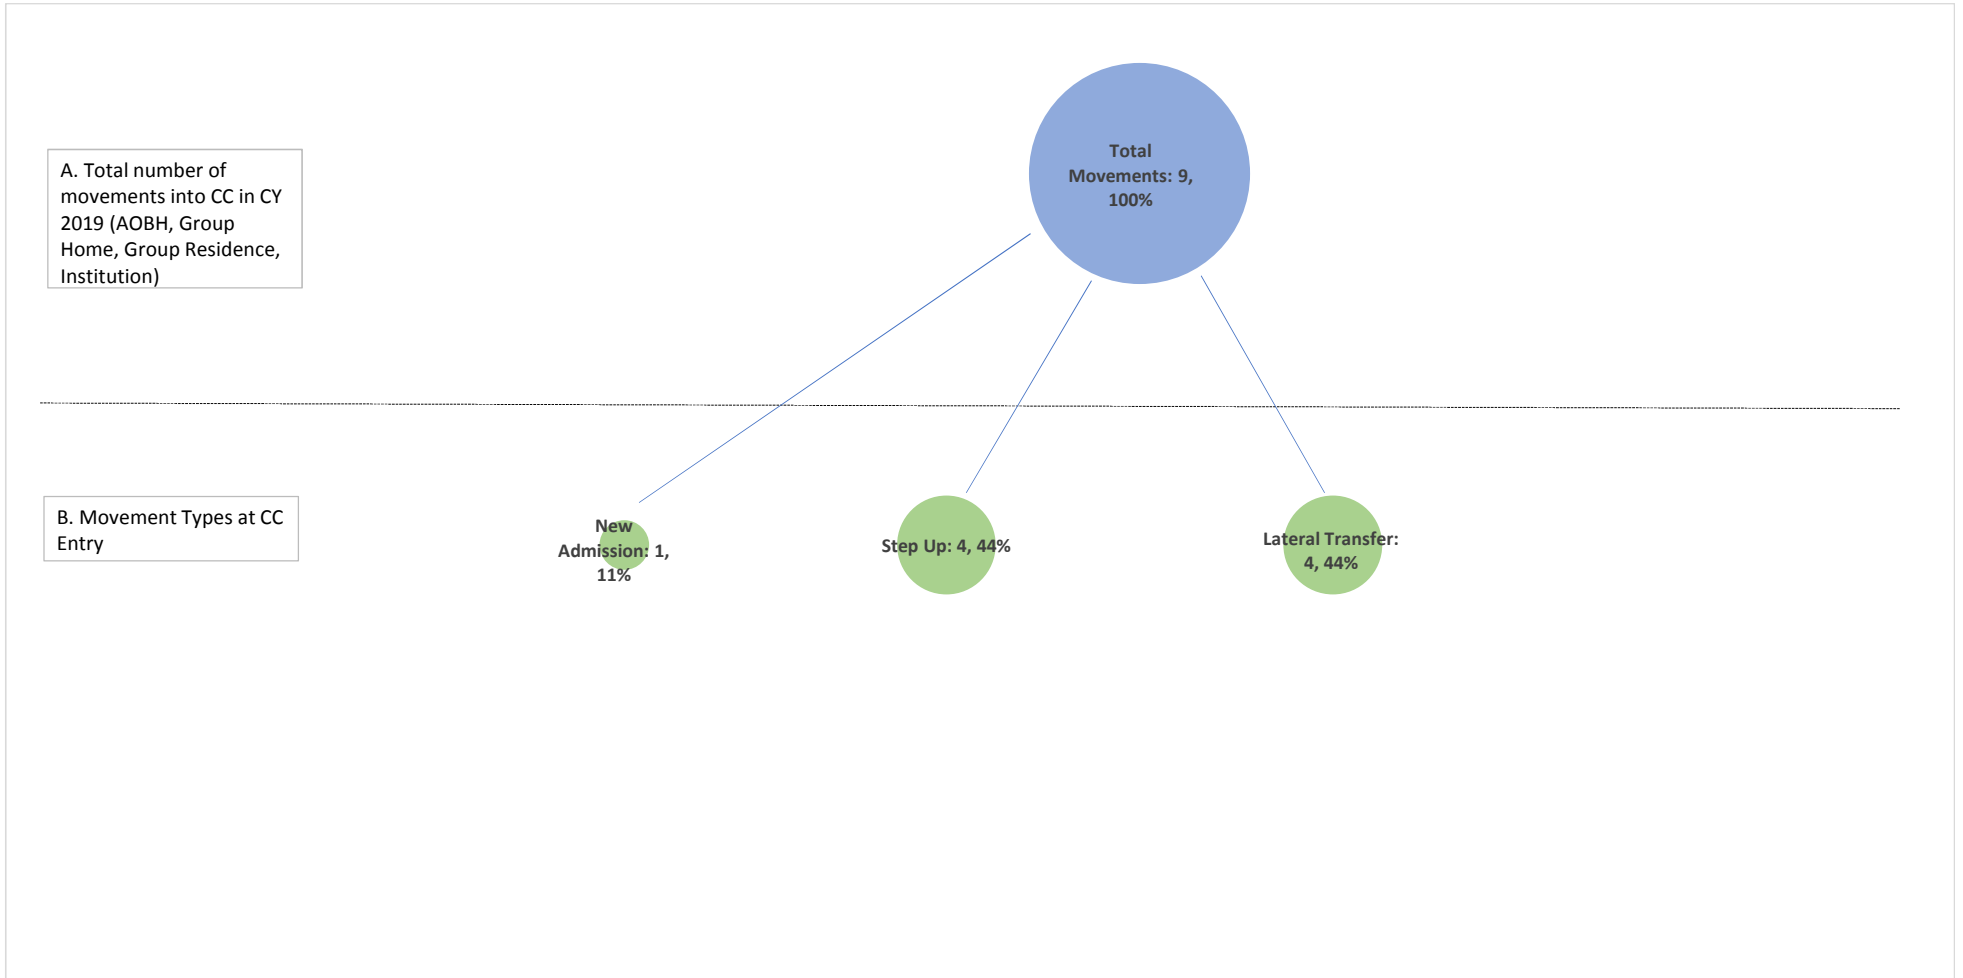 Total
Movements: 9,
100%
A. Total number of
movements into CC in CY
2019 (AOBH, Group
Home, Group Residence,
Institution)
B. Movement Types at CC
Entry
New
Admission: 1,
11%
Step Up: 4, 44%
Lateral Transfer:
4, 44%